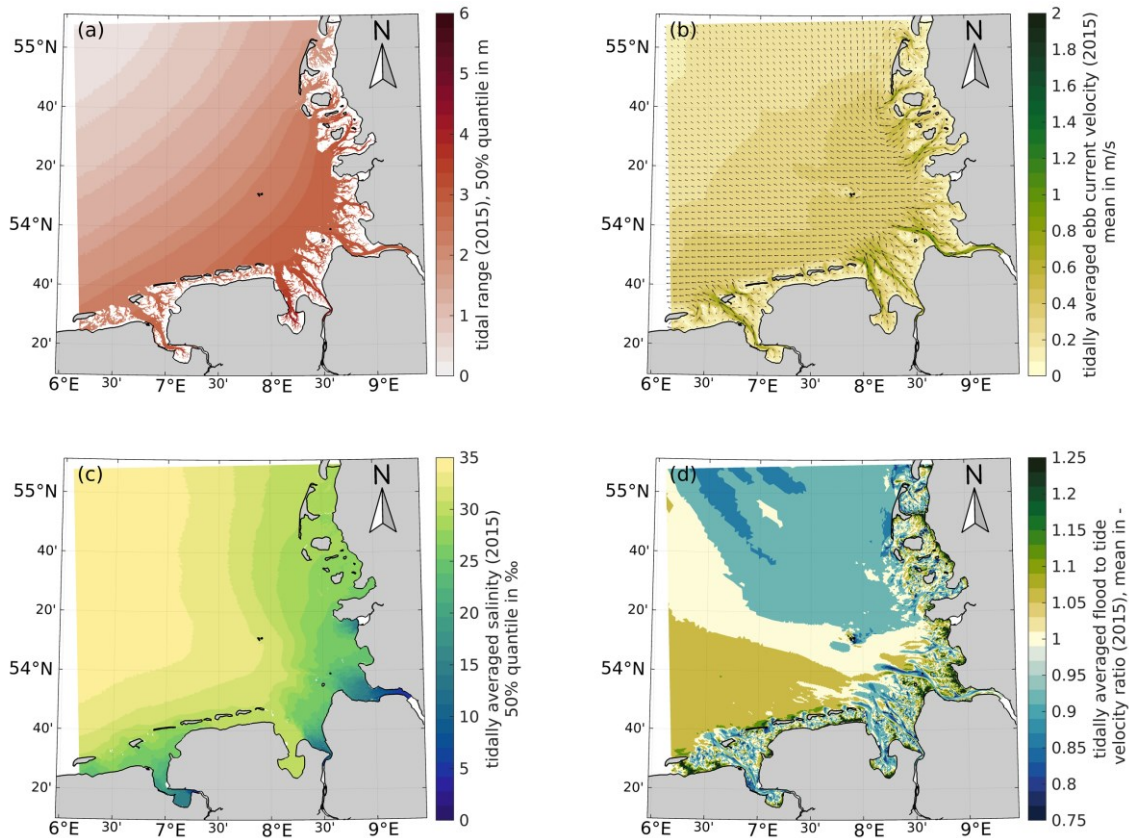 (a)
N
55°N
40'
20'
54°N
40'
20'
6°E
30'
7°E
30'
8°E
30'
9°E
6
5
4
3
2
1
0
tidal range (2015), 50% quantile in m
(b)
N
55°N
40'
20'
54°N
40'
20'
6°E
30'
7°E
30'
8°E
30'
9°E
2
1.8
1.6
1.4
1.2
1
0.8
0.6
0.4
0.2
0
tidally averaged ebb current velocity (2015)
mean in m/s
(c)
N
55°N
40'
20'
54°N
40'
20'
6°E
30'
7°E
30'
8°E
30'
9°E
35
30
25
20
15
10
5
0
tidally averaged salinity (2015)
50% quantile in ‰
(d)
N
55°N
40'
20'
54°N
40'
20'
6°E
30'
7°E
30'
8°E
30'
9°E
1.25
1.2
1.15
1.1
1.05
1
0.95
0.9
0.85
0.8
0.75
tidally averaged flood to tide
velocity ratio (2015), mean in -